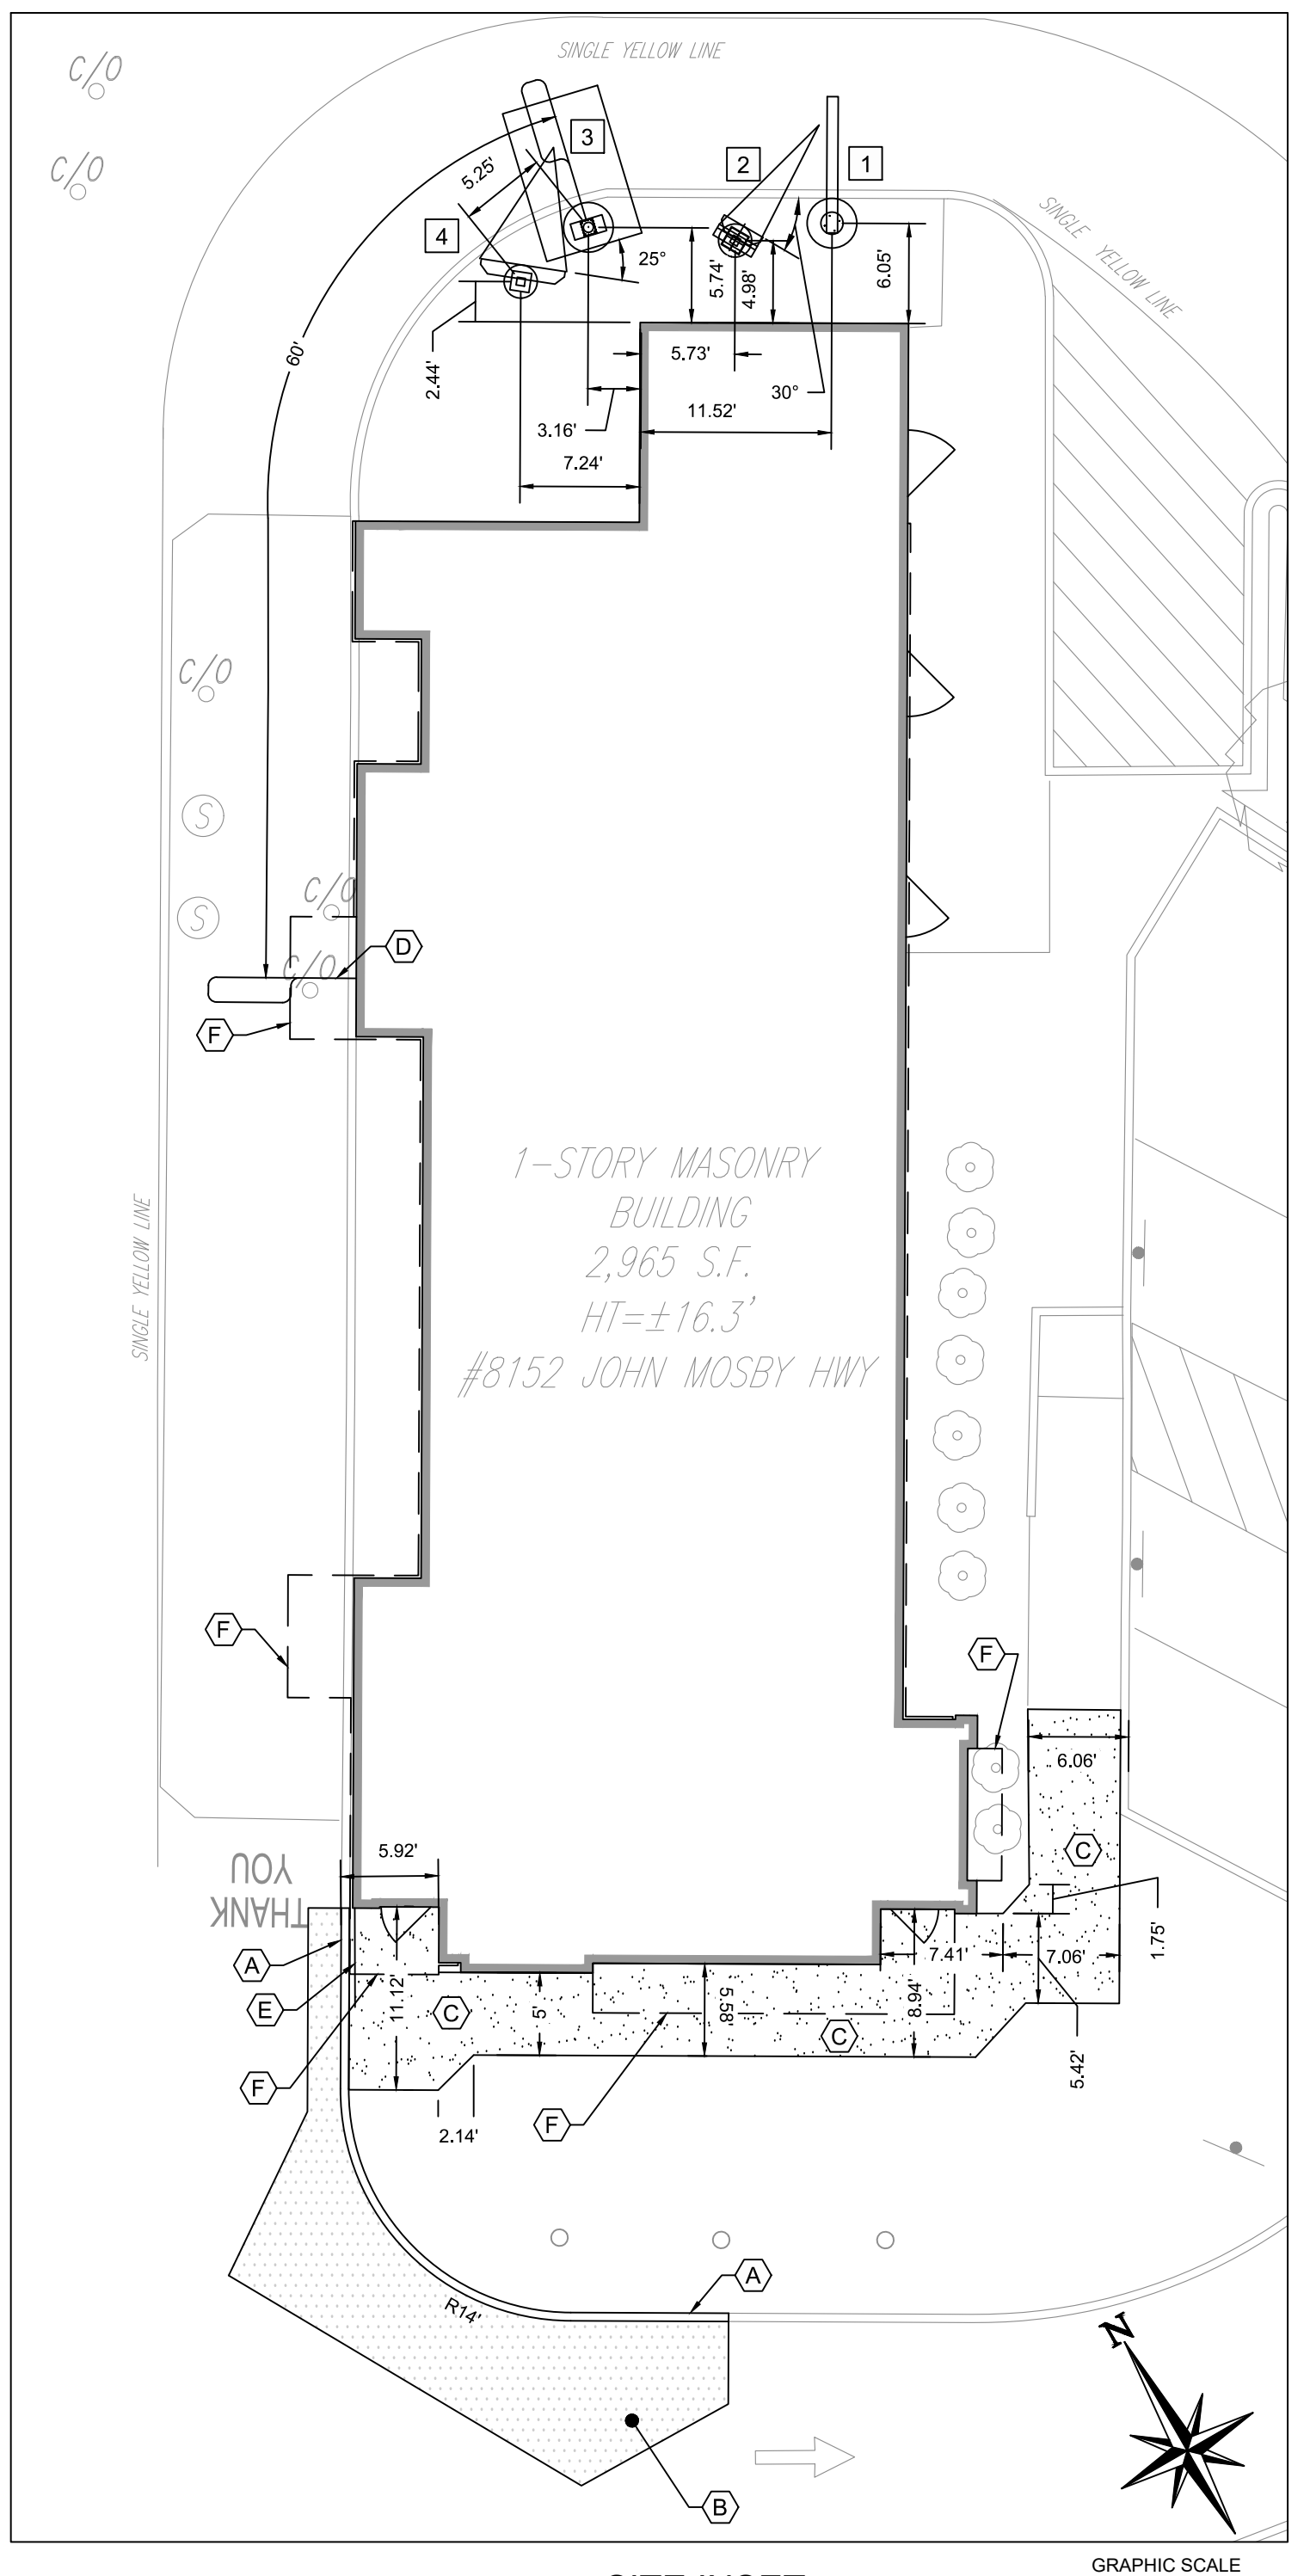 SINGLE YELLOW LINE
C/O
C/O
3
2
1
5.25'
4
SINGLE YELLOW LINE
25°
5.74'
4.98'
6.05'
60'
2.44'
5.73'
30°
3.16'
11.52'
7.24'
C/O
S
C/O
S
D
C/O
F
1-STORY MASONRY
BUILDING
2,965 S.F.
HT=±16.3'
#8152 JOHN MOSBY HWY
SINGLE YELLOW LINE
F
F
6.06'
5.92'
C
THANK
YOU
A
7.41'
7.06'
1.75'
E
11.12'
C
5'
5.58'
8.94'
C
5.42'
F
2.14'
F
A
R14'
N
B
GRAPHIC SCALE